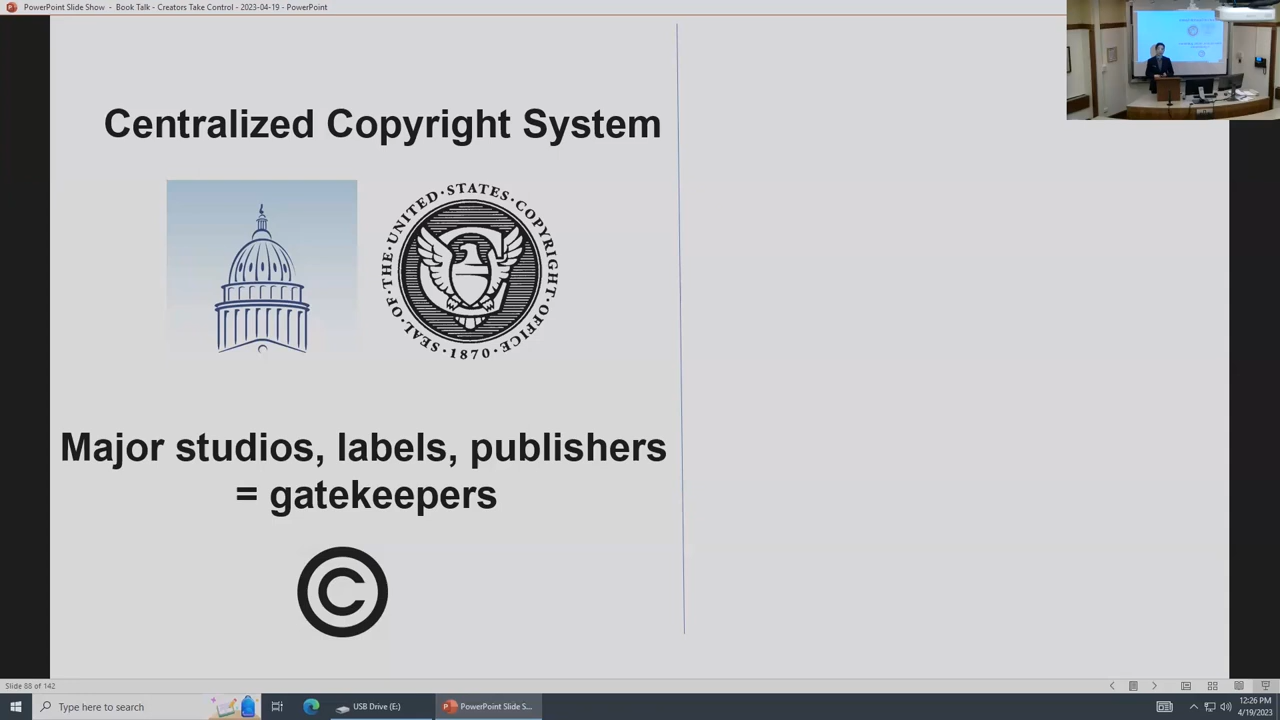 PowerPoint Slide Show - Book Talk - Creators Take Control - 2023-04-19 - PowerPoint
Centralized Copyright System
SEAL·OF·THE·UNITED·STATES·COPYRIGHT·OFFICE·
·1870·
Major studios, labels, publishers
= gatekeepers
©
Slide 88 of 142
Type here to search
USB Drive (E:)
PowerPoint Slide S...
12:26 PM
4/19/2023